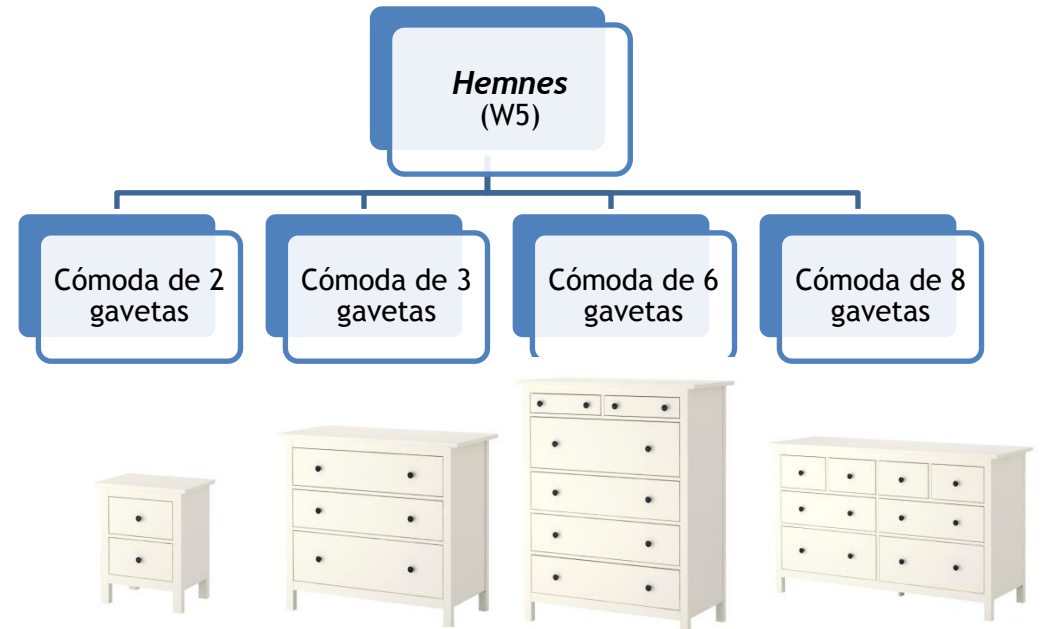 Hemnes
(W5)
Cómoda de 2
gavetas
Cómoda de 3
gavetas
Cómoda de 6
gavetas
Cómoda de 8
gavetas